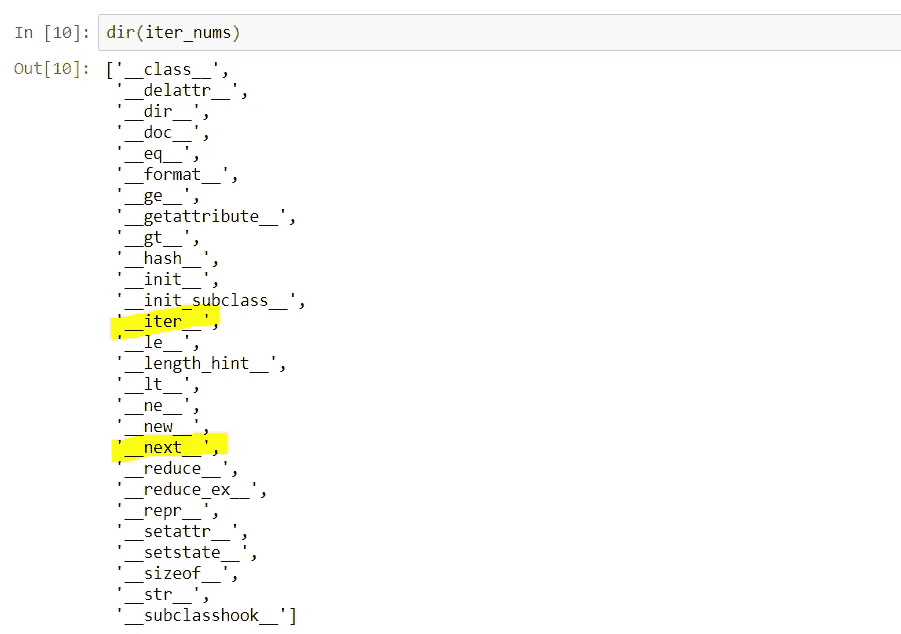 In [10]: dir(iter_nums)
Out[10]: ['__class__',
'__delattr__',
'__dir__',
'__doc__',
'__eq__',
'__format__',
'__ge__',
'__getattribute__',
'__gt__',
'__hash__',
'__init__',
'__init_subclass__',
'__iter__',
'__le__',
'__length_hint__',
'__lt__',
'__ne__',
'__new__',
'__next__',
'__reduce__',
'__reduce_ex__',
'__repr__',
'__setattr__',
'__setstate__',
'__sizeof__',
'__str__',
'__subclasshook__']